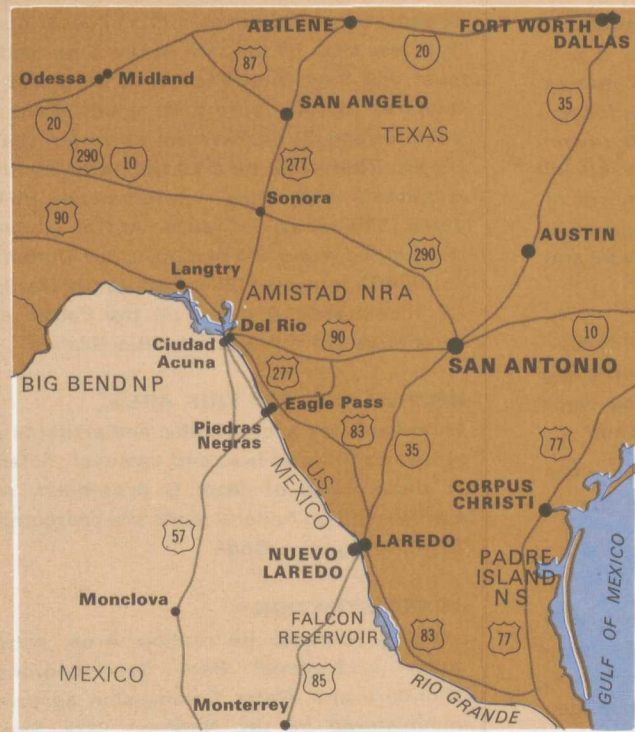 ABILENE
FORT WORTH
DALLAS
20
87
Odessa
Midland
35
SAN ANGELO
TEXAS
20
290
10
277
Sonora
90
290
AUSTIN
Langtry
AMISTAD NRA
Del Rio
10
Ciudad
Acuna
90
SAN ANTONIO
BIG BEND NP
277
Eagle Pass
83
35
77
Piedras
Negras
U.S.
MEXICO
CORPUS
CHRISTI
57
LAREDO
NUEVO
LAREDO
PADRE
ISLAND
N S
Monclova
FALCON
RESERVOIR
83
77
GULF OF MEXICO
MEXICO
85
RIO GRANDE
Monterrey